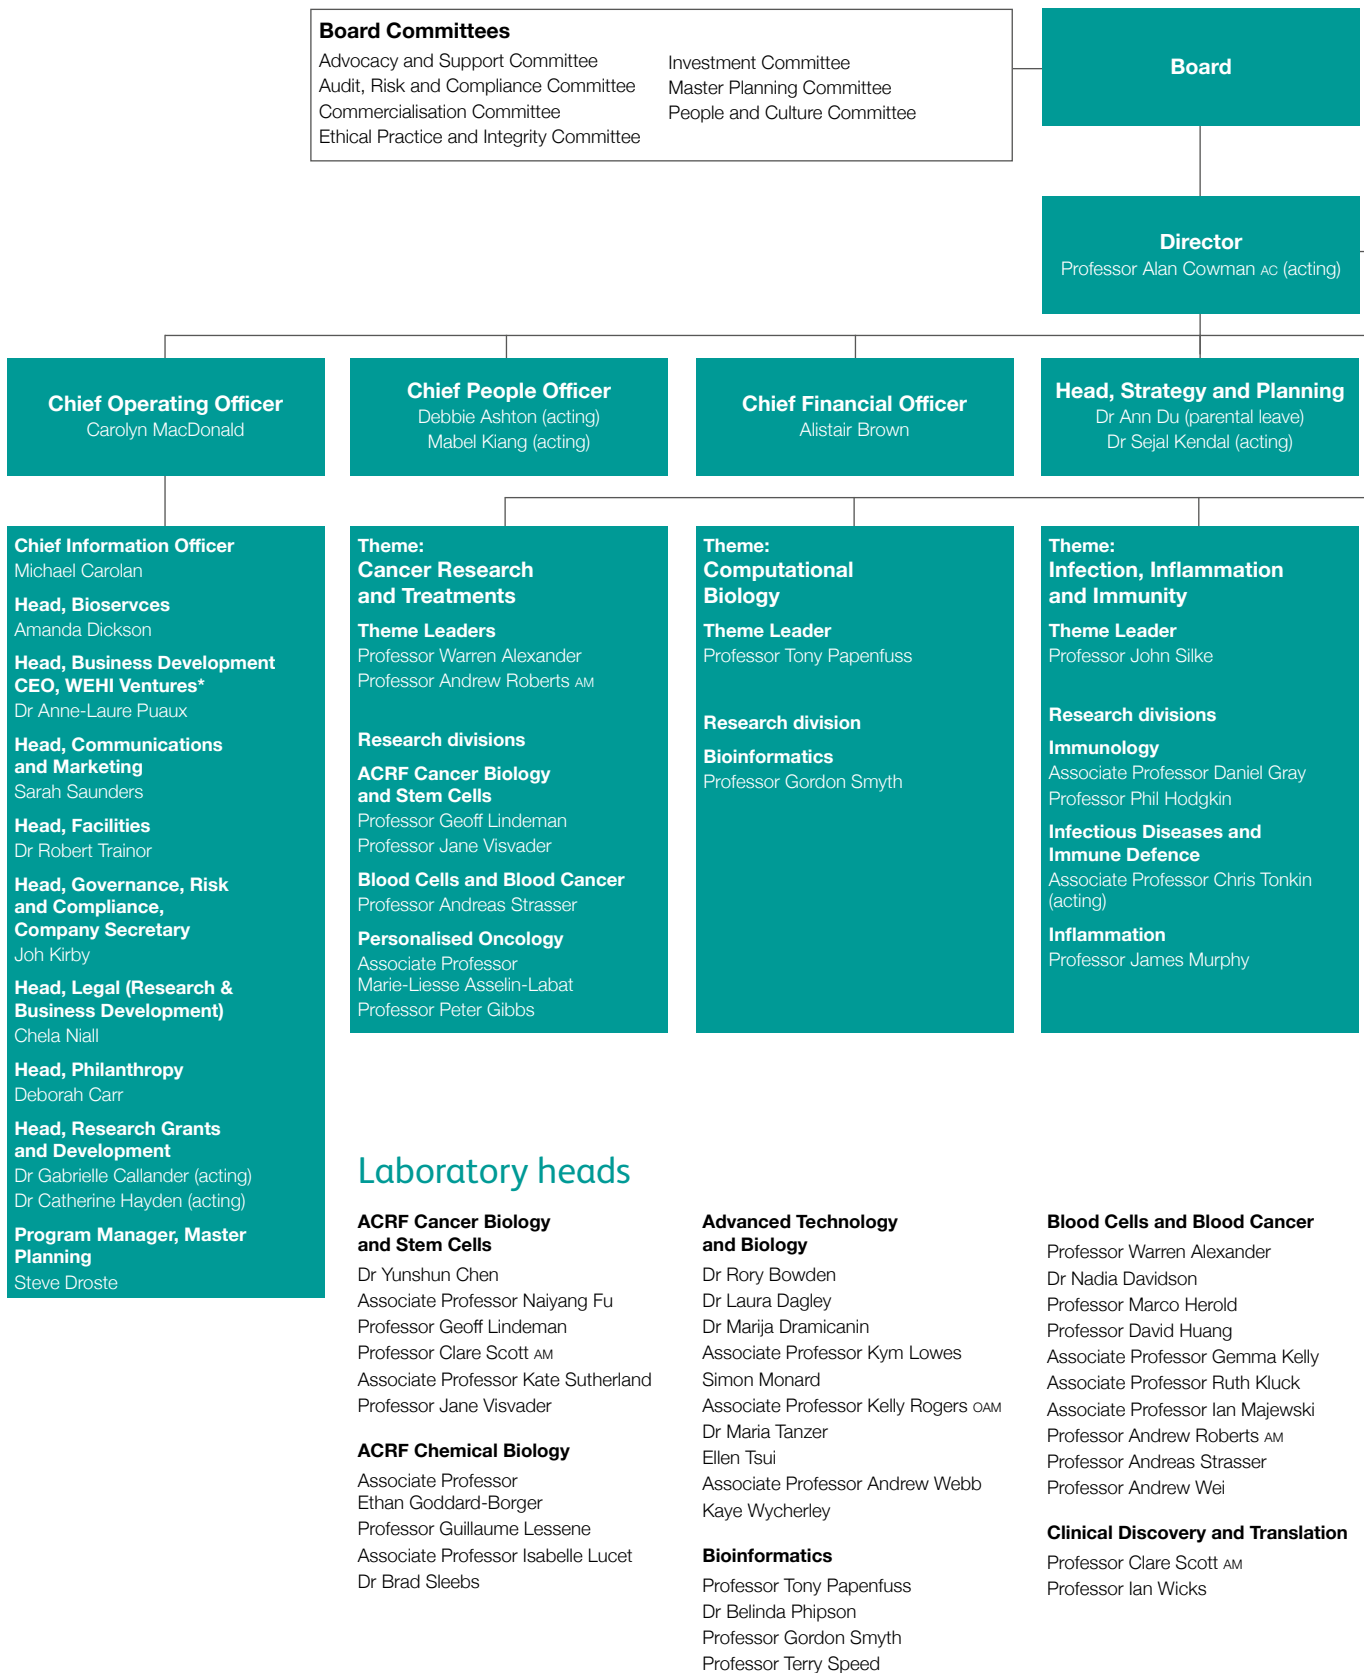 Board Committees
Advocacy and Support Committee
Audit, Risk and Compliance Committee
Commercialisation Committee
Ethical Practice and Integrity Committee
Investment Committee
Master Planning Committee
People and Culture Committee
Board
Director
Professor Alan Cowman AC (acting)
Chief Operating Officer
Carolyn MacDonald
Chief People Officer
Debbie Ashton (acting)
Mabel Kiang (acting)
Chief Financial Officer
Alistair Brown
Head, Strategy and Planning
Dr Ann Du (parental leave)
Dr Sejal Kendal (acting)
Chief Information Officer
Michael Carolan
Head, Bioservces
Amanda Dickson
Head, Business Development
CEO, WEHI Ventures*
Dr Anne-Laure Puaux
Head, Communications
and Marketing
Sarah Saunders
Head, Facilities
Dr Robert Trainor
Head, Governance, Risk
and Compliance,
Company Secretary
Joh Kirby
Head, Legal (Research &
Business Development)
Chela Niall
Head, Philanthropy
Deborah Carr
Head, Research Grants
and Development
Dr Gabrielle Callander (acting)
Dr Catherine Hayden (acting)
Program Manager, Master
Planning
Steve Droste
Theme:
Cancer Research
and Treatments
Theme Leaders
Professor Warren Alexander
Professor Andrew Roberts AM
Research divisions
ACRF Cancer Biology
and Stem Cells
Professor Geoff Lindeman
Professor Jane Visvader
Blood Cells and Blood Cancer
Professor Andreas Strasser
Personalised Oncology
Associate Professor
Marie-Liesse Asselin-Labat
Professor Peter Gibbs
Theme:
Computational
Biology
Theme Leader
Professor Tony Papenfuss
Research division
Bioinformatics
Professor Gordon Smyth
Theme:
Infection, Inflammation
and Immunity
Theme Leader
Professor John Silke
Research divisions
Immunology
Associate Professor Daniel Gray
Professor Phil Hodgkin
Infectious Diseases and
Immune Defence
Associate Professor Chris Tonkin
(acting)
Inflammation
Professor James Murphy
Laboratory heads
ACRF Cancer Biology
and Stem Cells
Dr Yunshun Chen
Associate Professor Naiyang Fu
Professor Geoff Lindeman
Professor Clare Scott AM
Associate Professor Kate Sutherland
Professor Jane Visvader
ACRF Chemical Biology
Associate Professor
Ethan Goddard-Borger
Professor Guillaume Lessene
Associate Professor Isabelle Lucet
Dr Brad Sleebs
Advanced Technology
and Biology
Dr Rory Bowden
Dr Laura Dagley
Dr Marija Dramicanin
Associate Professor Kym Lowes
Simon Monard
Associate Professor Kelly Rogers OAM
Dr Maria Tanzer
Ellen Tsui
Associate Professor Andrew Webb
Kaye Wycherley
Bioinformatics
Professor Tony Papenfuss
Dr Belinda Phipson
Professor Gordon Smyth
Professor Terry Speed
Blood Cells and Blood Cancer
Professor Warren Alexander
Dr Nadia Davidson
Professor Marco Herold
Professor David Huang
Associate Professor Gemma Kelly
Associate Professor Ruth Kluck
Associate Professor Ian Majewski
Professor Andrew Roberts AM
Professor Andreas Strasser
Professor Andrew Wei
Clinical Discovery and Translation
Professor Clare Scott AM
Professor Ian Wicks